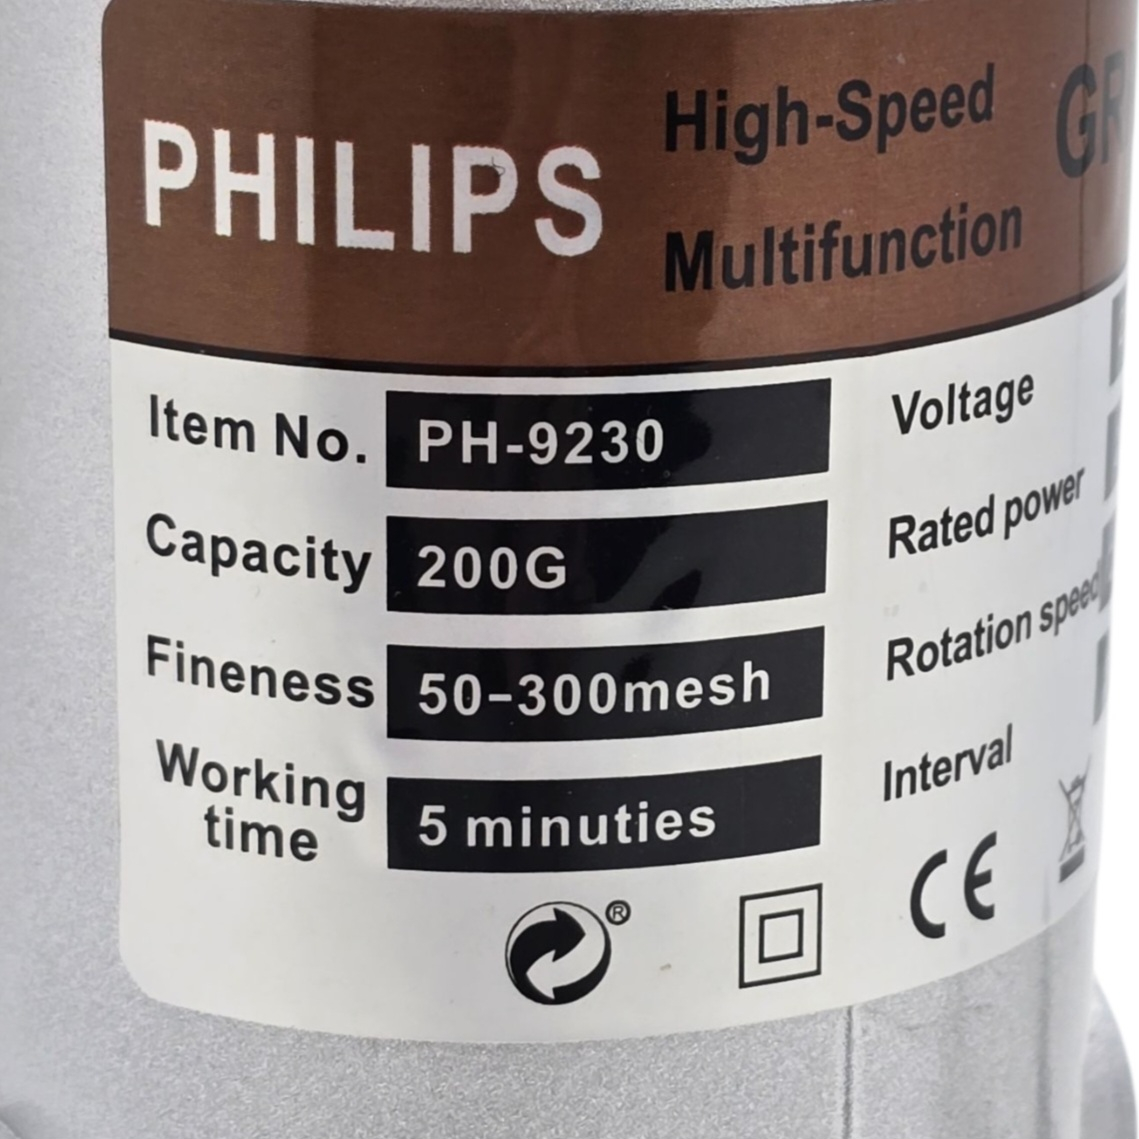 PHILIPS
High-Speed
Multifunction
Item No. PH-9230
Capacity 200G
Fineness 50-300mesh
Working
time
5 minuties
Voltage
Rated power
Rotation speed
Interval
®
CE